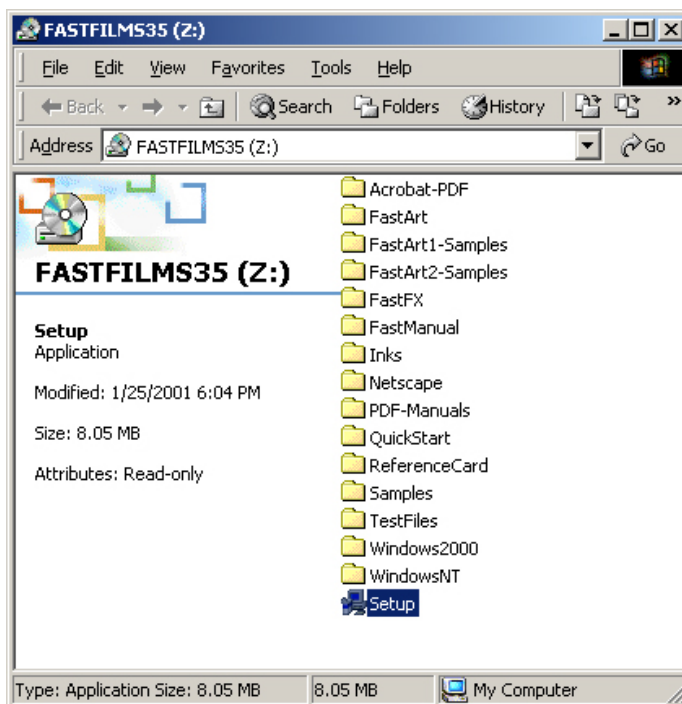 FASTFILMS35 (Z:)
File Edit View Favorites Tools Help
Back Search Folders History »
Address FASTFILMS35 (Z:) Go
FASTFILMS35 (Z:)
Setup
Application
Modified: 1/25/2001 6:04 PM
Size: 8.05 MB
Attributes: Read-only
Acrobat-PDF
FastArt
FastArt1-Samples
FastArt2-Samples
FastFX
FastManual
Inks
Netscape
PDF-Manuals
QuickStart
ReferenceCard
Samples
TestFiles
Windows2000
WindowsNT
Setup
Type: Application Size: 8.05 MB 8.05 MB My Computer